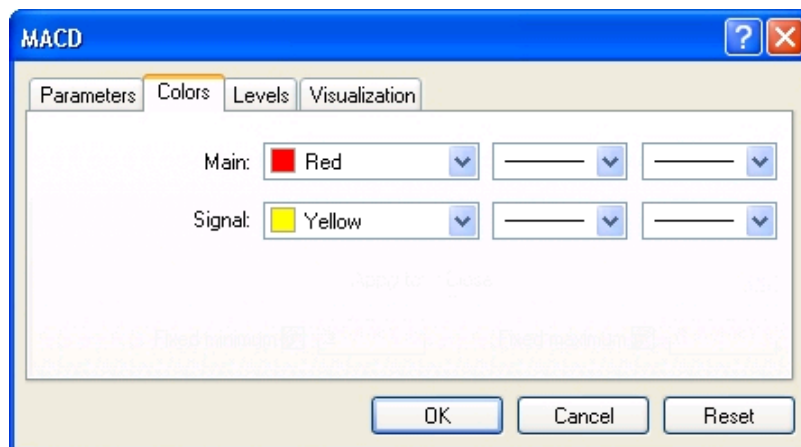 MACD
Parameters Colors Levels Visualization
Main: Red
Signal: Yellow
OK Cancel Reset